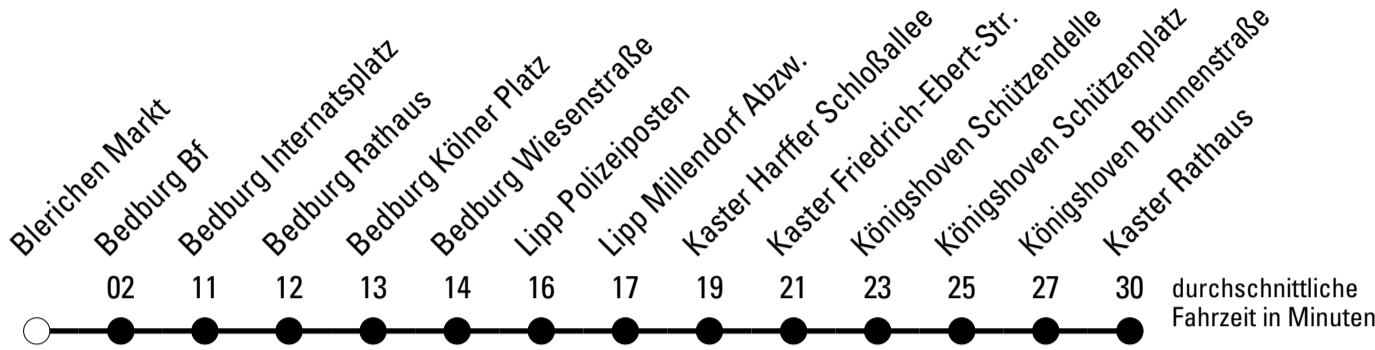 Blerichen Markt
Bedburg Bf
Bedburg Internatsplatz
Bedburg Rathaus
Bedburg Kölner Platz
Bedburg Wiesenstraße
Lipp Polizeiposten
Lipp Millendorf Abzw.
Kaster Harffer Schloßallee
Kaster Friedrich-Ebert-Str.
Königshoven Schützendelle
Königshoven Schützenplatz
Königshoven Brunnenstraße
Kaster Rathaus
02 11 12 13 14 16 17 19 21 23 25 27 30
durchschnittliche
Fahrzeit in Minuten